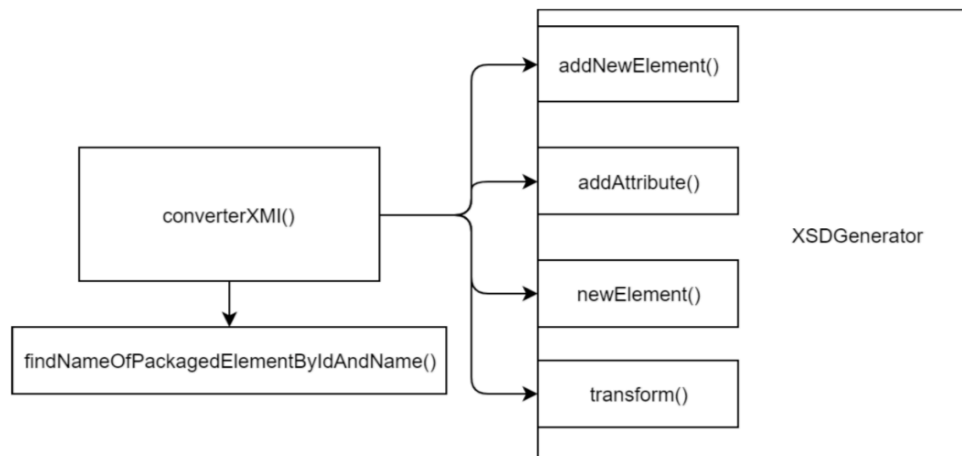 addNewElement()
converterXMI()
addAttribute()
XSDGenerator
newElement()
findNameOfPackagedElementByIdAndName()
transform()